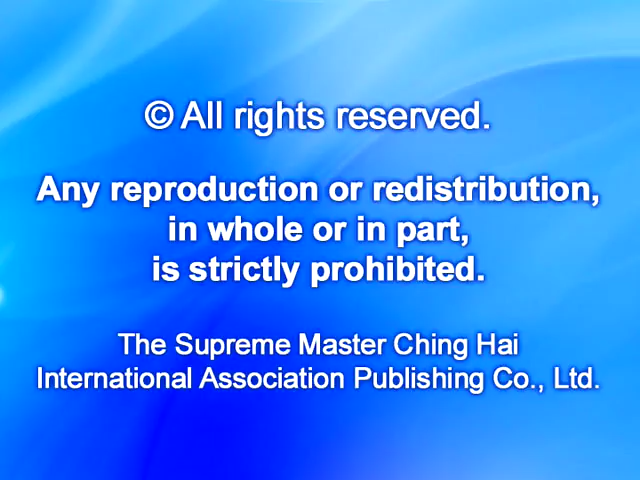 © All rights reserved.
Any reproduction or redistribution,
in whole or in part,
is strictly prohibited.
The Supreme Master Ching Hai
International Association Publishing Co., Ltd.